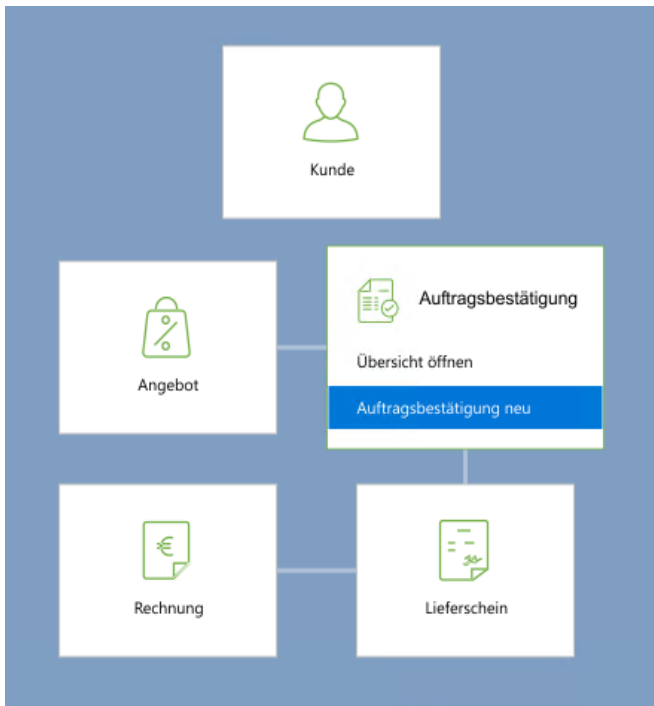 Kunde
Angebot
Auftragsbestätigung
Übersicht öffnen
Auftragsbestätigung neu
Rechnung
Lieferschein